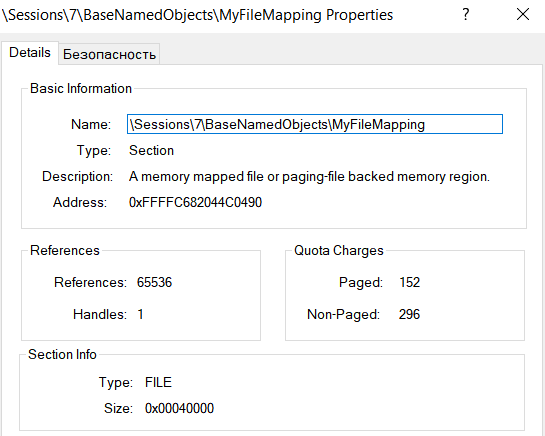 \Sessions\7\BaseNamedObjects\MyFileMapping Properties
Details Безопасность
Basic Information
Name: \Sessions\7\BaseNamedObjects\MyFileMapping
Type: Section
Description: A memory mapped file or paging-file backed memory region.
Address: 0xFFFFC682044C0490
References
References: 65536
Handles: 1
Quota Charges
Paged: 152
Non-Paged: 296
Section Info
Type: FILE
Size: 0x00040000